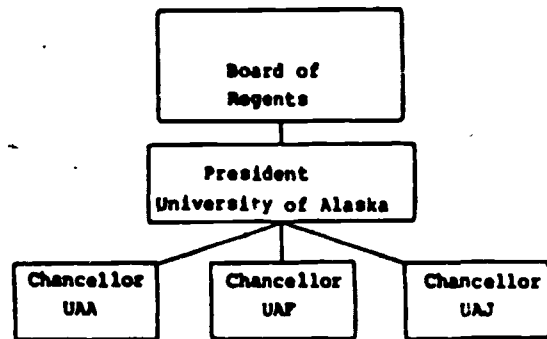 Board of
Regents
President
University of Alaska
Chancellor
UAA
Chancellor
UAF
Chancellor
UAJ